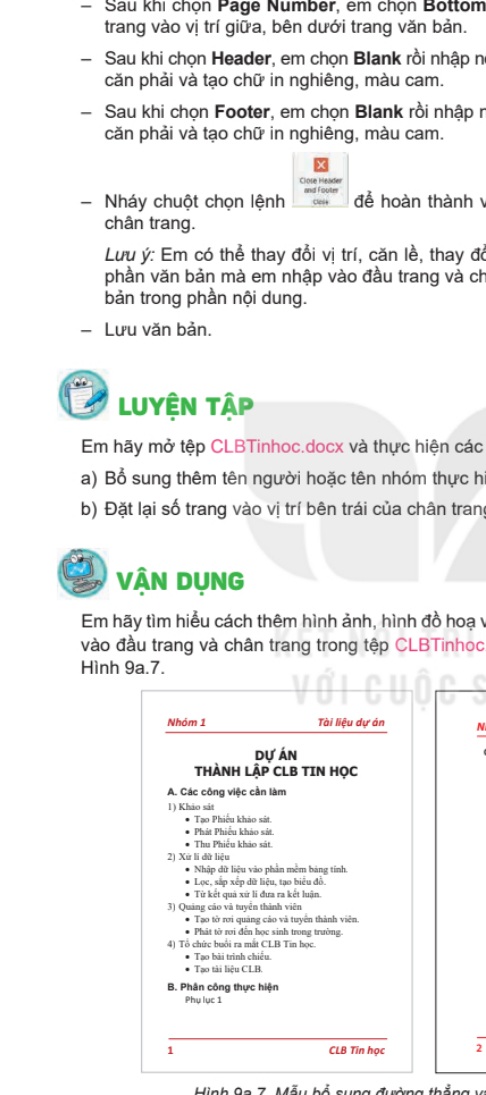 – Sau khi chọn Page Number, em chọn Bottom
trang vào vị trí giữa, bên dưới trang văn bản.
– Sau khi chọn Header, em chọn Blank rồi nhập
căn phải và tạo chữ in nghiêng, màu cam.
– Sau khi chọn Footer, em chọn Blank rồi nhập
căn phải và tạo chữ in nghiêng, màu cam.
Close Header
and Footer
Close
– Nháy chuột chọn lệnh để hoàn thành
chân trang.
Lưu ý: Em có thể thay đổi vị trí, căn lề, thay
phần văn bản mà em nhập vào đầu trang và
bản trong phần nội dung.
– Lưu văn bản.
LUYỆN TẬP
Em hãy mở tệp CLBTinhoc.docx và thực hiện các
a) Bổ sung thêm tên người hoặc tên nhóm thực
b) Đặt lại số trang vào vị trí bên trái của chân trang
VẬN DỤNG
Em hãy tìm hiểu cách thêm hình ảnh, hình đồ hoạ
vào đầu trang và chân trang trong tệp CLBTinhoc
Hình 9a.7.
KẾT NỐI TRI
VỚI CUỘC S
Nhóm 1 Tài liệu dự án
DỰ ÁN
THÀNH LẬP CLB TIN HỌC
A. Các công việc cần làm
1) Khảo sát
• Tạo Phiếu khảo sát.
• Phát Phiếu khảo sát.
• Thu Phiếu khảo sát.
2) Xử lí dữ liệu
• Nhập dữ liệu vào phần mềm bảng tính.
• Lọc, sắp xếp dữ liệu, tạo biểu đồ.
• Từ kết quả xử lí đưa ra kết luận.
3) Quảng cáo và tuyển thành viên
• Tạo tờ rơi quảng cáo và tuyển thành viên.
• Phát tờ rơi đến học sinh trong trường.
4) Tổ chức buổi ra mắt CLB Tin học.
• Tạo bài trình chiếu.
• Tạo tài liệu CLB.
B. Phân công thực hiện
Phụ lục 1
1 CLB Tin học
2
Hình 9a.7. Mẫu bổ sung đường thẳng